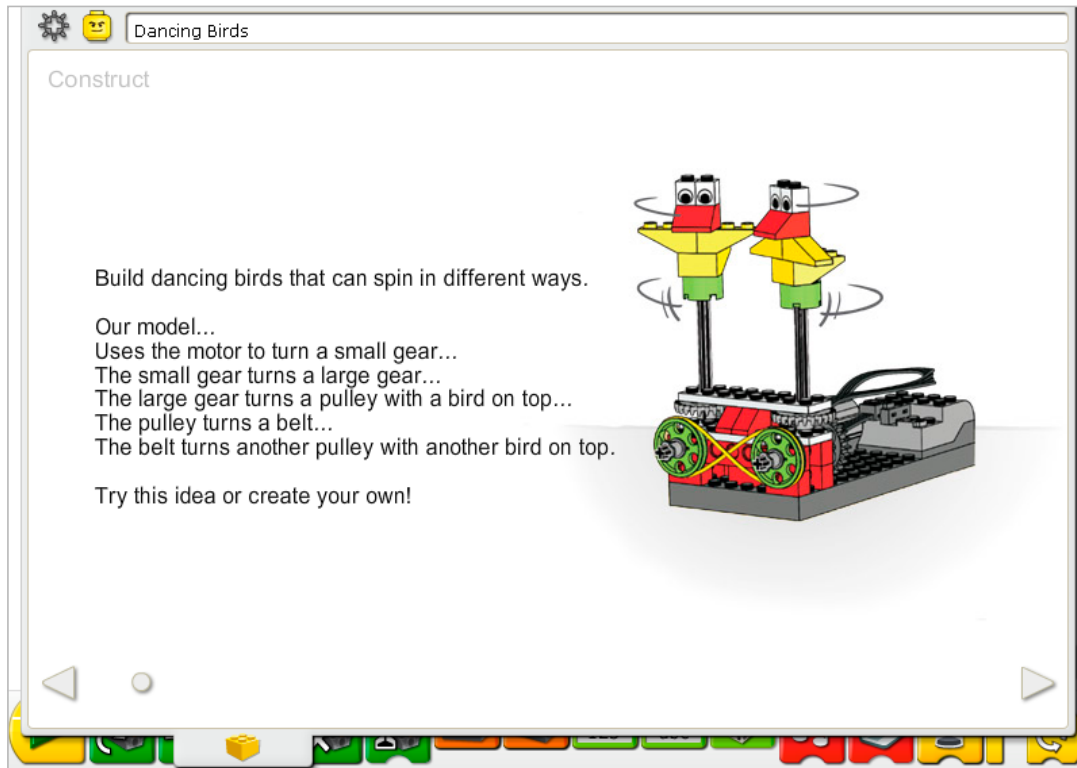 Dancing Birds
Construct
Build dancing birds that can spin in different ways.
Our model...
Uses the motor to turn a small gear...
The small gear turns a large gear...
The large gear turns a pulley with a bird on top...
The pulley turns a belt...
The belt turns another pulley with another bird on top.
Try this idea or create your own!